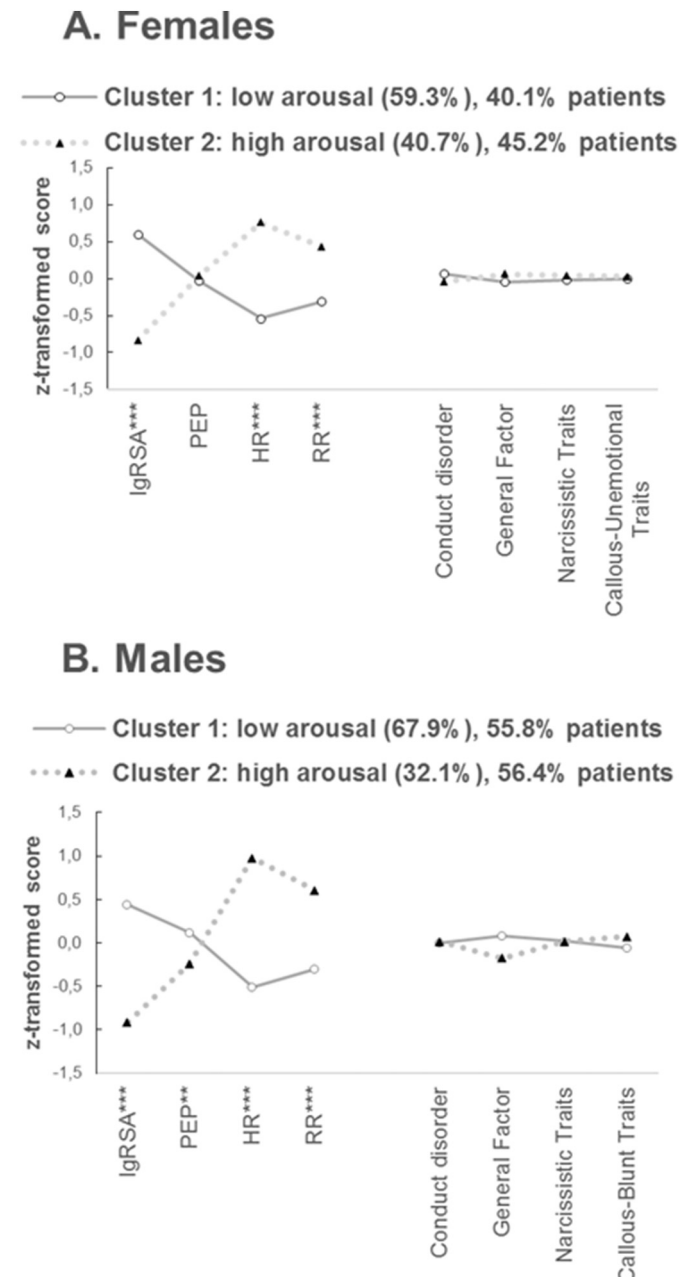 A. Females
Cluster 1: low arousal (59.3%), 40.1% patients
Cluster 2: high arousal (40.7%), 45.2% patients
z-transformed score
1,5
1,0
0,5
0,0
-0,5
-1,0
-1,5
lgRSA***
PEP
HR***
RR***
Conduct disorder
General Factor
Narcissistic Traits
Callous-Unemotional
Traits
B. Males
Cluster 1: low arousal (67.9%), 55.8% patients
Cluster 2: high arousal (32.1%), 56.4% patients
z-transformed score
1,5
1,0
0,5
0,0
-0,5
-1,0
-1,5
lgRSA***
PEP**
HR***
RR***
Conduct disorder
General Factor
Narcissistic Traits
Callous-Blunt Traits